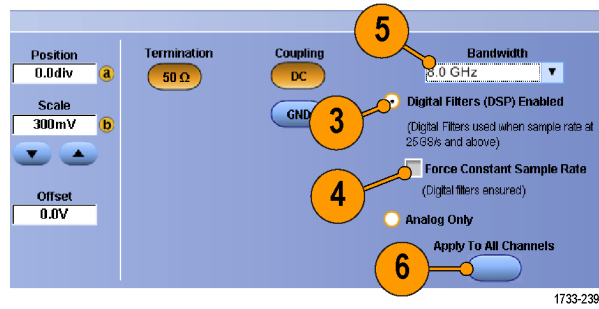 Position
0.0div
a
Scale
300mV
b
Offset
0.0V
Termination
50 Ω
Coupling
DC
GND
5
Bandwidth
8.0 GHz
3
Digital Filters (DSP) Enabled
(Digital Filters used when sample rate at
25GS/s and above)
4
Force Constant Sample Rate
(Digital filters ensured)
Analog Only
Apply To All Channels
6
1733-239